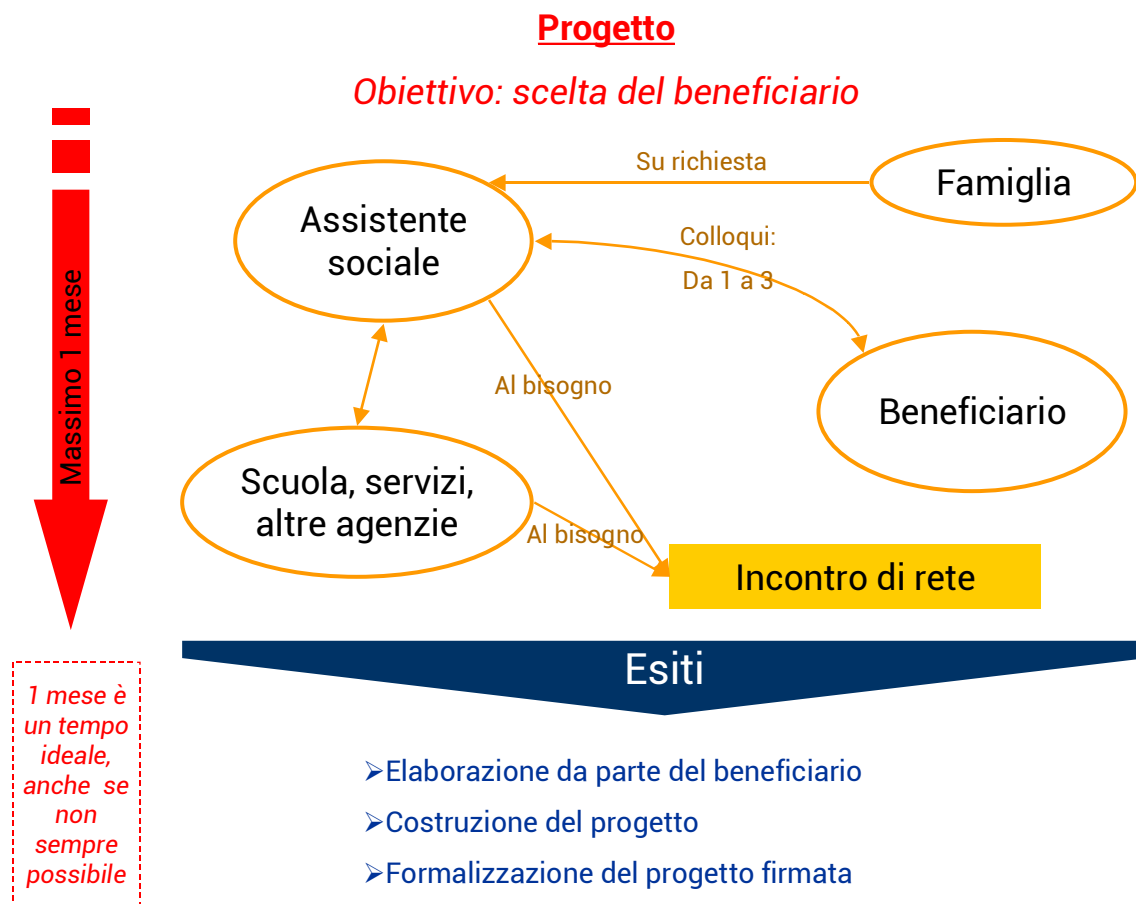 Progetto
Obiettivo: scelta del beneficiario
Su richiesta
Famiglia
Assistente
sociale
Colloqui:
Da 1 a 3
Massimo 1 mese
Al bisogno
Beneficiario
Scuola, servizi,
altre agenzie
Al bisogno
Incontro di rete
Esiti
1 mese è
un tempo
ideale,
anche se
non
sempre
possibile
➢Elaborazione da parte del beneficiario
➢Costruzione del progetto
➢Formalizzazione del progetto firmata